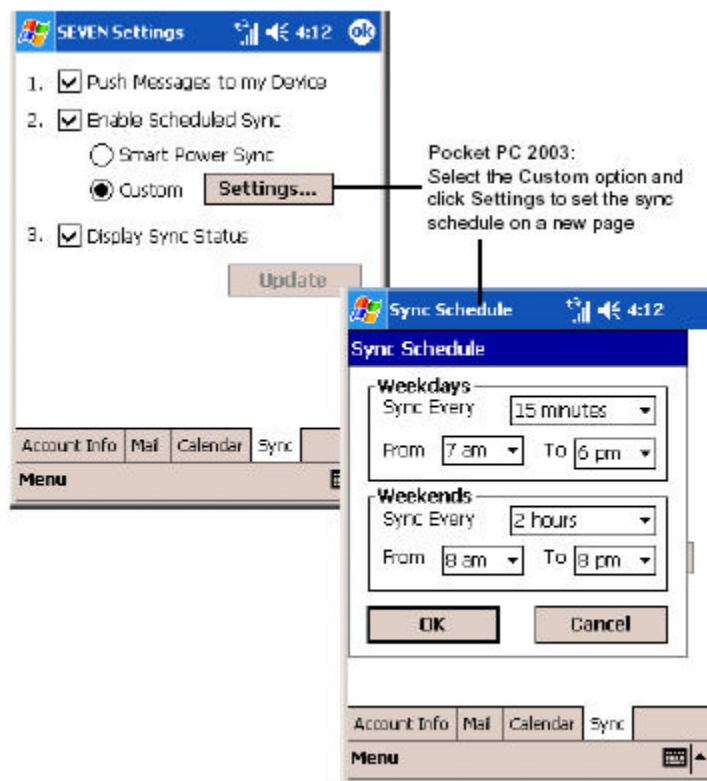 SEVEN Settings 4:12 ok
1. Push Messages to my Device
2. Enable Scheduled Sync
Smart Power Sync
Custom Settings...
3. Display Sync Status
Update
Account Info Mail Calendar Sync
Menu
Pocket PC 2003:
Select the Custom option and
click Settings to set the sync
schedule on a new page
Sync Schedule 4:12
Sync Schedule
Weekdays
Sync Every 15 minutes
From 7 am To 6 pm
Weekends
Sync Every 2 hours
From 8 am To 8 pm
OK Cancel
Account Info Mail Calendar Sync
Menu